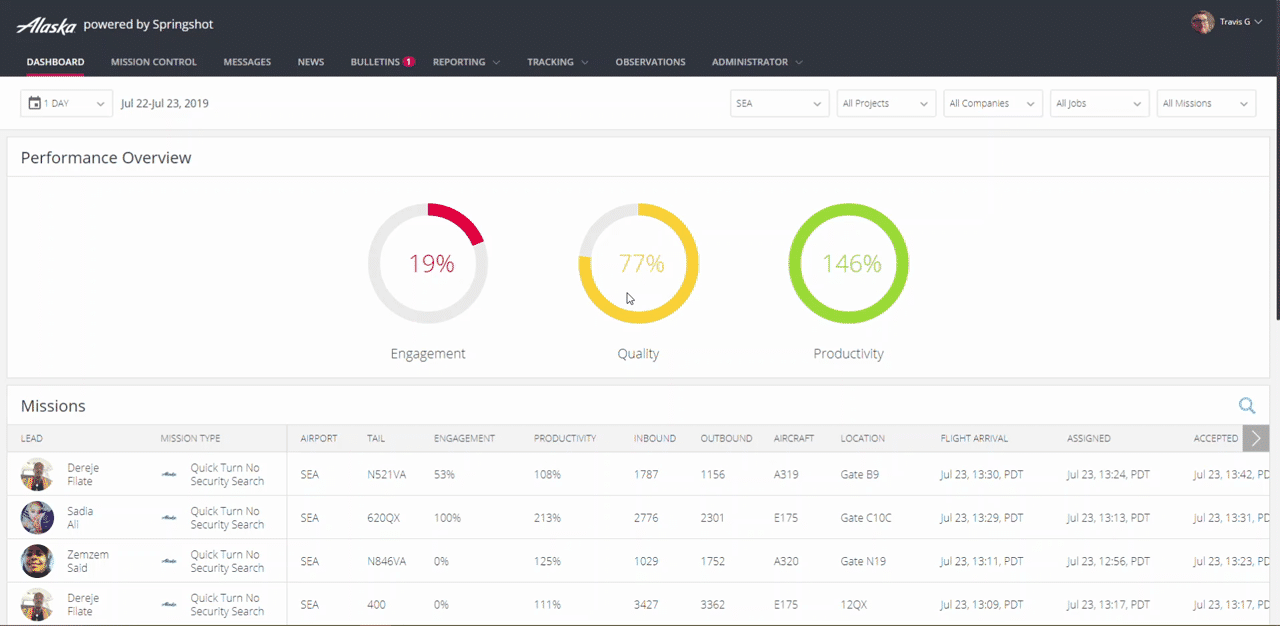 Alaska powered by Springshot
Travis G
DASHBOARD MISSION CONTROL MESSAGES NEWS BULLETINS 1 REPORTING TRACKING OBSERVATIONS ADMINISTRATOR
1 DAY Jul 22-Jul 23, 2019 SEA All Projects All Companies All Jobs All Missions
Performance Overview
19% 77% 146%
Engagement Quality Productivity
Missions
LEAD MISSION TYPE AIRPORT TAIL ENGAGEMENT PRODUCTIVITY INBOUND OUTBOUND AIRCRAFT LOCATION FLIGHT ARRIVAL ASSIGNED ACCEPTED
Dereje Filate Quick Turn No Security Search SEA N521VA 53% 108% 1787 1156 A319 Gate B9 Jul 23, 13:30, PDT Jul 23, 13:24, PDT Jul 23, 13:42, PD
Sadia Ali Quick Turn No Security Search SEA 620QX 100% 213% 2776 2301 E175 Gate C10C Jul 23, 13:29, PDT Jul 23, 13:13, PDT Jul 23, 13:31, PD
Zemzem Said Quick Turn No Security Search SEA N846VA 0% 125% 1029 1752 A320 Gate N19 Jul 23, 13:11, PDT Jul 23, 12:56, PDT Jul 23, 13:23, PD
Dereje Filate Quick Turn No Security Search SEA 400 0% 111% 3427 3362 E175 12QX Jul 23, 13:09, PDT Jul 23, 13:17, PDT Jul 23, 13:17, PD